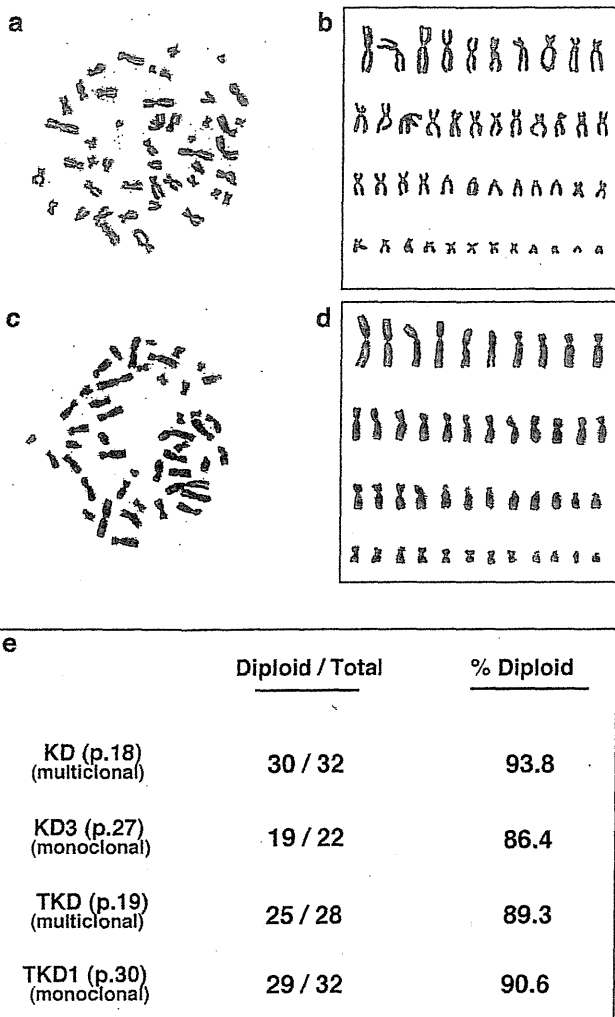 a
b
c
d
e
Diploid / Total % Diploid
KD (p.18)
(multiclonal)
30 / 32 93.8
KD3 (p.27)
(monoclonal)
19 / 22 86.4
TKD (p.19)
(multiclonal)
25 / 28 89.3
TKD1 (p.30)
(monoclonal)
29 / 32 90.6